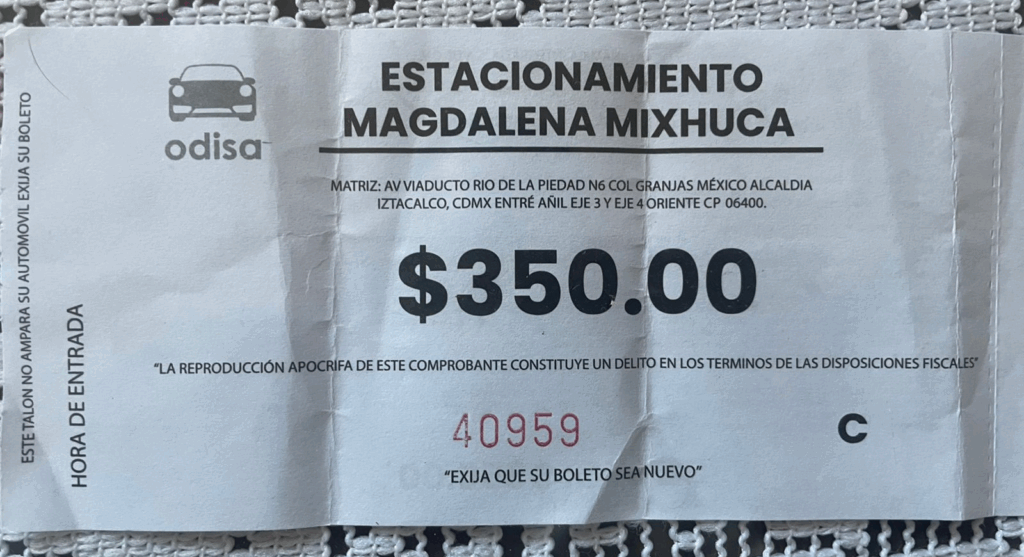 ESTE TALON NO AMPARA SU AUTOMOVIL EXIJA SU BOLETO
HORA DE ENTRADA
odisa
ESTACIONAMIENTO
MAGDALENA MIXHUCA
MATRIZ: AV VIADUCTO RIO DE LA PIEDAD N6 COL GRANJAS MÉXICO ALCALDIA
IZTACALCO, CDMX ENTRÉ AÑIL EJE 3 Y EJE 4 ORIENTE CP 06400.
$350.00
"LA REPRODUCCIÓN APOCRIFA DE ESTE COMPROBANTE CONSTITUYE UN DELITO EN LOS TERMINOS DE LAS DISPOSICIONES FISCALES"
40959
C
"EXIJA QUE SU BOLETO SEA NUEVO"